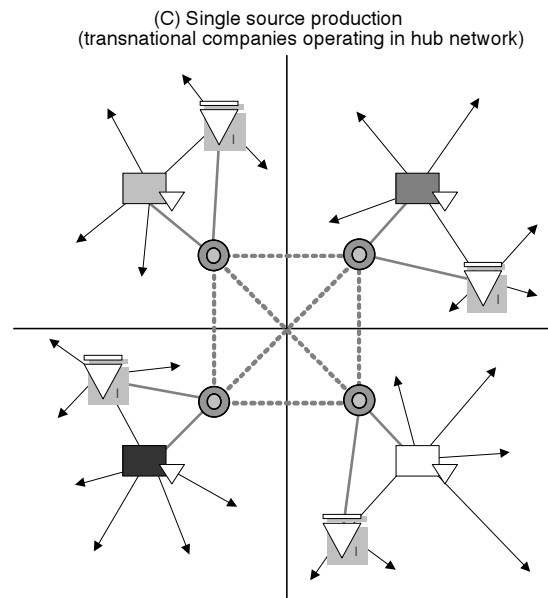 (C) Single source production
(transnational companies operating in hub network)
I
I
I
I